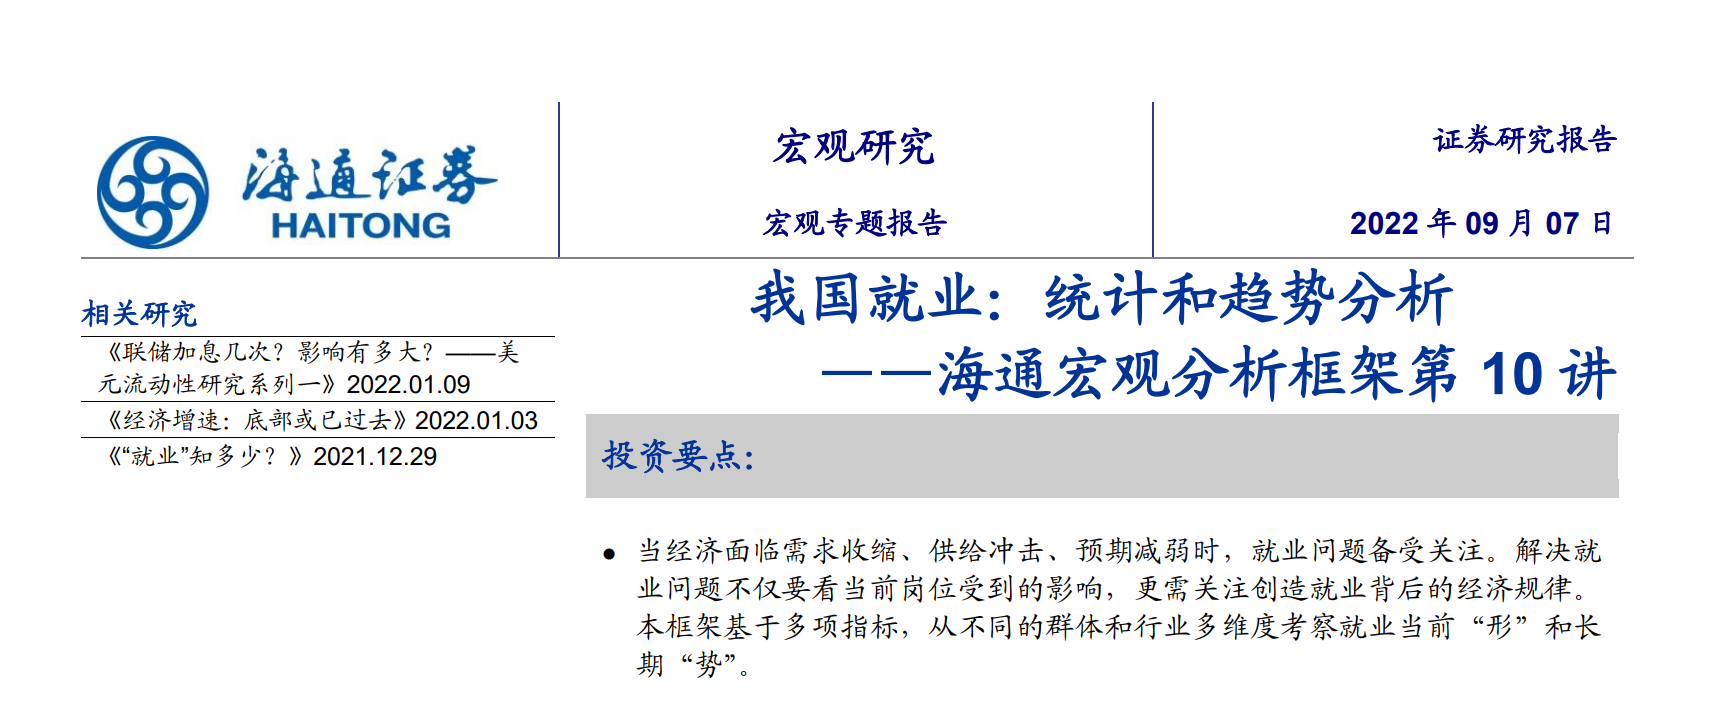 海通证券
HAITONG
宏观研究
宏观专题报告
证券研究报告
2022 年 09 月 07 日
相关研究
《联储加息几次？影响有多大？——美
元流动性研究系列一》2022.01.09
《经济增速：底部或已过去》2022.01.03
《“就业”知多少？》2021.12.29
我国就业：统计和趋势分析
——海通宏观分析框架第 10 讲
投资要点：
● 当经济面临需求收缩、供给冲击、预期减弱时，就业问题备受关注。解决就
业问题不仅要看当前岗位受到的影响，更需关注创造就业背后的经济规律。
本框架基于多项指标，从不同的群体和行业多维度考察就业当前“形”和长
期“势”。